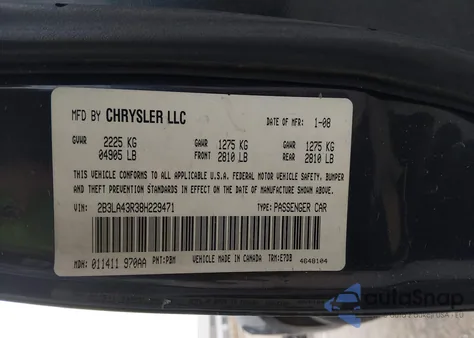 MFD BY CHRYSLER LLC DATE OF MFR: 1-08
GVWR 2225 KG GAWR 1275 KG GAWR 1275 KG
04905 LB FRONT 2810 LB REAR 2810 LB
THIS VEHICLE CONFORMS TO ALL APPLICABLE U.S.A. FEDERAL MOTOR VEHICLE SAFETY, BUMPER
AND THEFT PREVENTION STANDARDS IN EFFECT ON THE DATE OF MANUFACTURE SHOWN ABOVE.
VIN: 2B3LA43R38H229471 TYPE: PASSENGER CAR
MDH: 011411 970AA PNT: PBM VEHICLE MADE IN CANADA TRM: E7DB 4648104
autoSnap